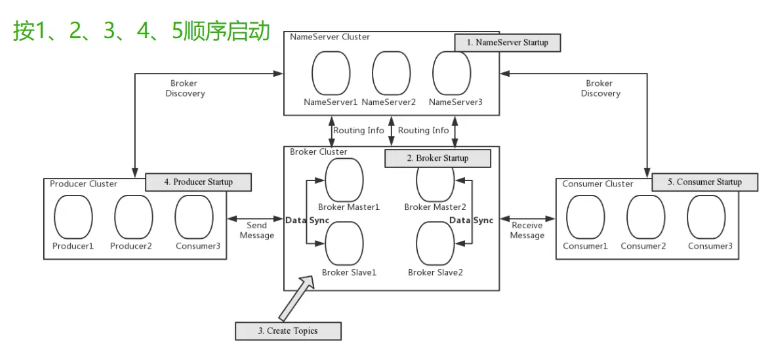 按1、2、3、4、5顺序启动
NameServer Cluster
1. NameServer Startup
NameServer1 NameServer2 NameServer3
Broker
Discovery
Broker
Discovery
Routing Info Routing Info
Broker Cluster
2. Broker Startup
Producer Cluster
4. Producer Startup
Consumer Cluster
5. Consumer Startup
Broker Master1 Broker Master2
Data Sync Data Sync
Producer1 Producer2 Consumer3
Send
Message
Receive
Message
Consumer1 Consumer2 Consumer3
Broker Slave1 Broker Slave2
3. Create Topics